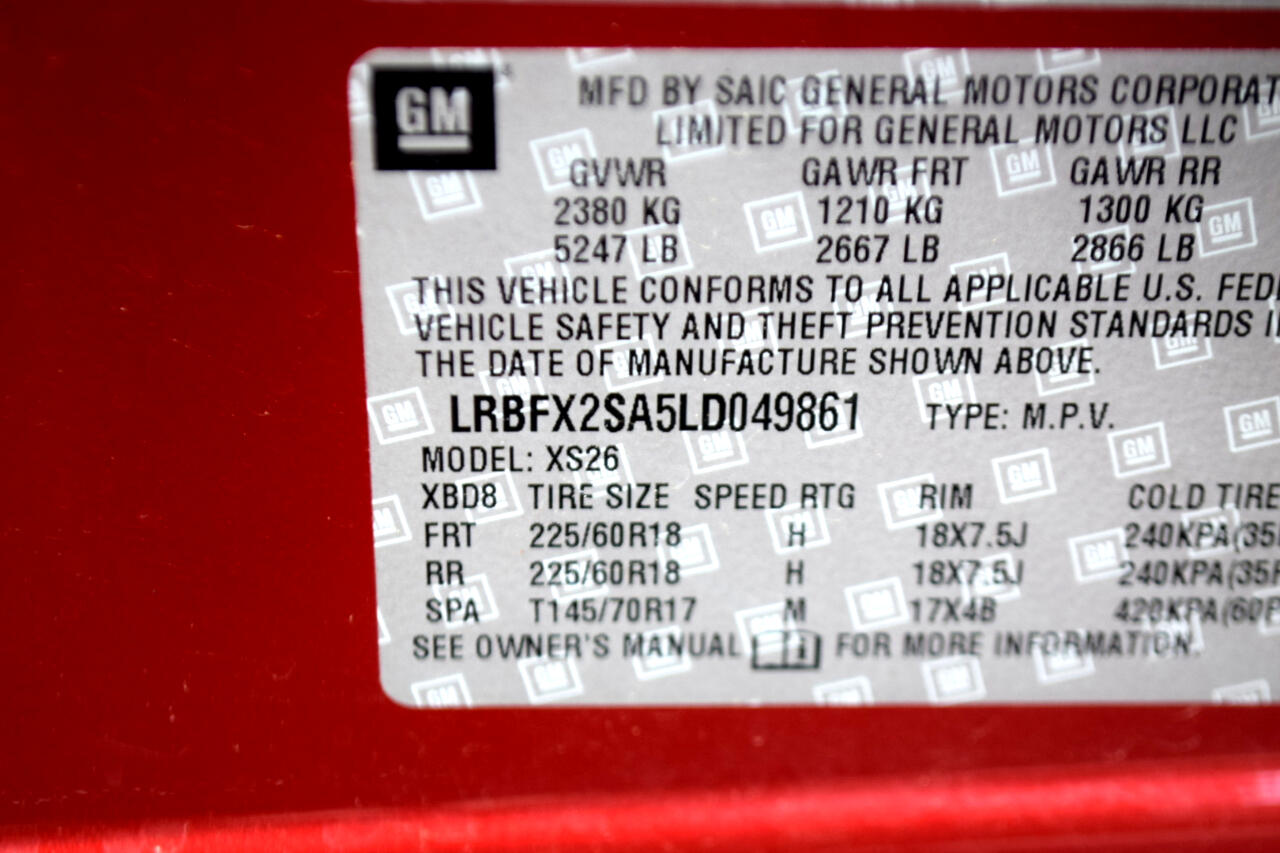 GM
MFD BY SAIC GENERAL MOTORS CORPORAT
LIMITED FOR GENERAL MOTORS LLC
GVWR GAWR FRT GAWR RR
2380 KG 1210 KG 1300 KG
5247 LB 2667 LB 2866 LB
THIS VEHICLE CONFORMS TO ALL APPLICABLE U.S. FED
VEHICLE SAFETY AND THEFT PREVENTION STANDARDS I
THE DATE OF MANUFACTURE SHOWN ABOVE.
LRBFX2SA5LD049861 TYPE: M.P.V.
MODEL: XS26
XBD8 TIRE SIZE SPEED RTG RIM COLD TIRE
FRT 225/60R18 H 18X7.5J 240KPA(35
RR 225/60R18 H 18X7.5J 240KPA(35
SPA T145/70R17 M 17X4B 420KPA(60
SEE OWNER'S MANUAL FOR MORE INFORMATION.